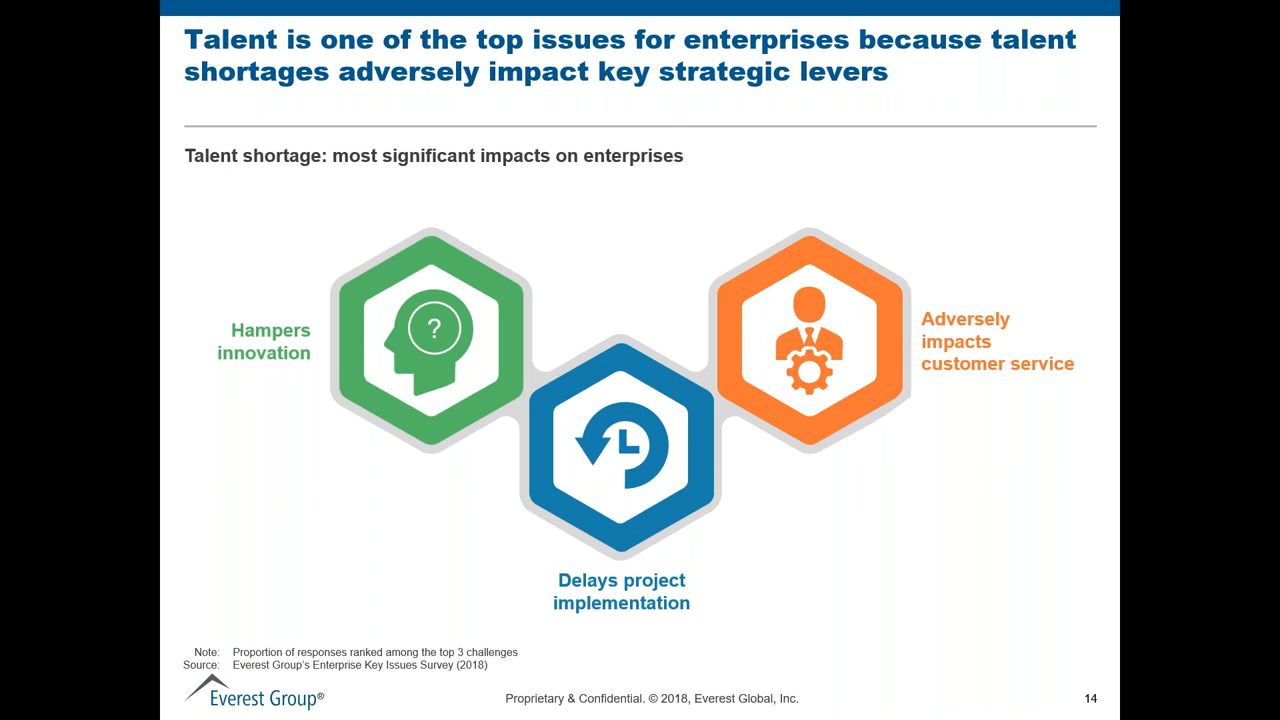 Talent is one of the top issues for enterprises because talent
shortages adversely impact key strategic levers
Talent shortage: most significant impacts on enterprises
Hampers
innovation
?
Adversely
impacts
customer service
Delays project
implementation
Note: Proportion of responses ranked among the top 3 challenges
Source: Everest Group's Enterprise Key Issues Survey (2018)
Everest Group®
Proprietary & Confidential. © 2018, Everest Global, Inc.
14